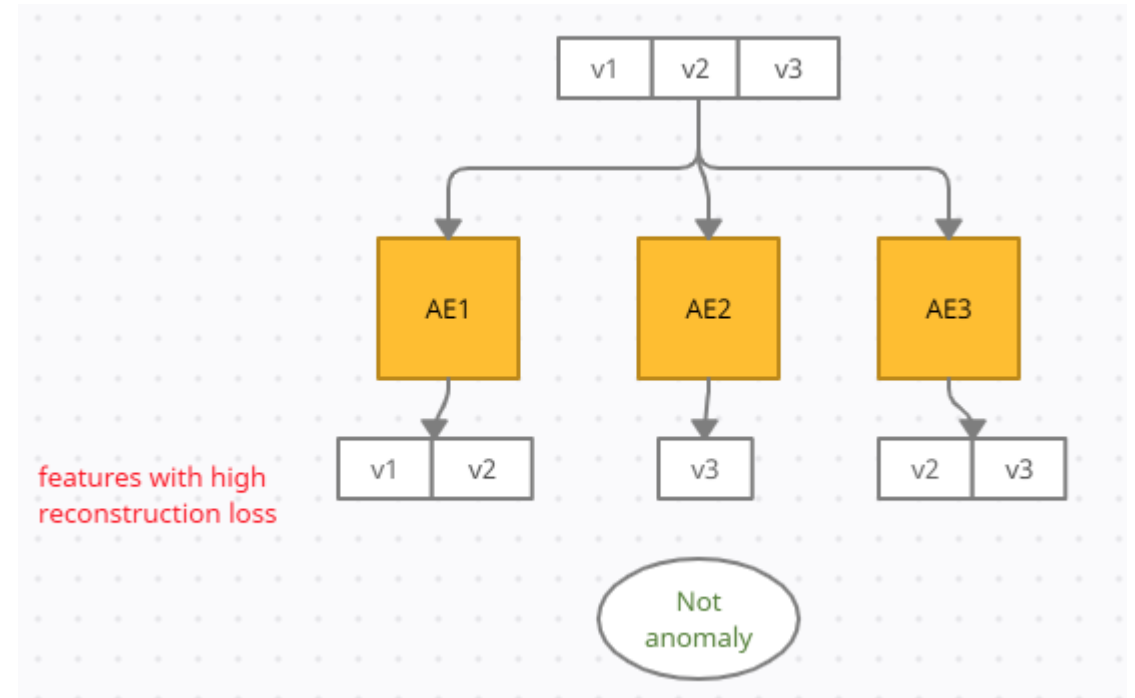 v1 v2 v3
AE1 AE2 AE3
v1 v2 v3 v2 v3
features with high
reconstruction loss
Not
anomaly